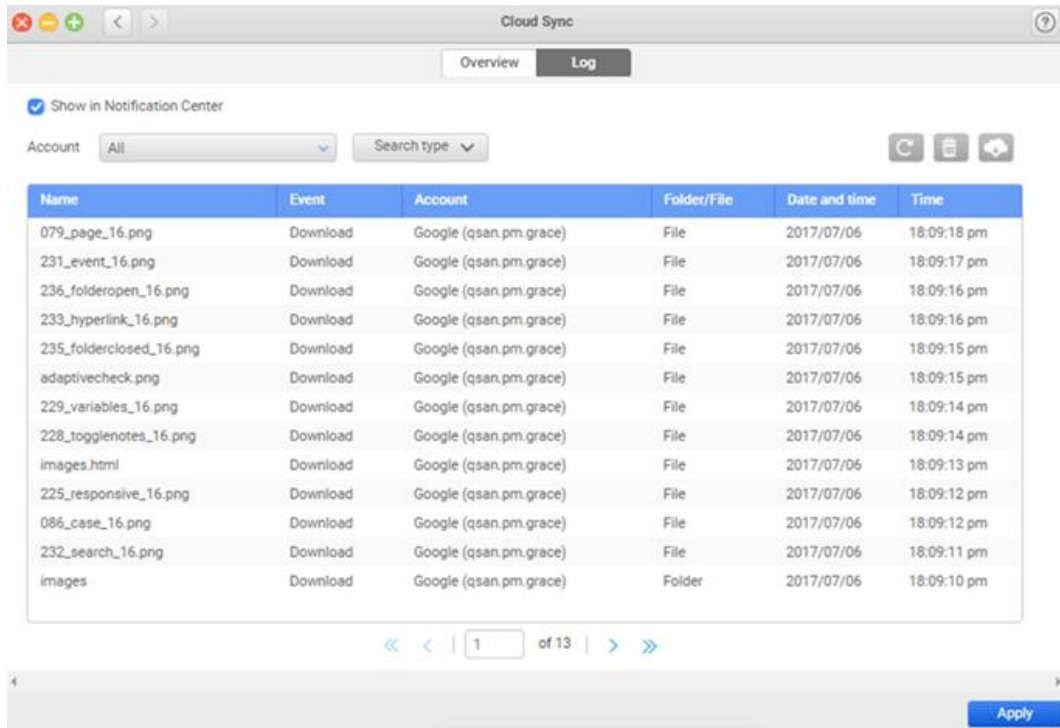 Cloud Sync
Overview Log
Show in Notification Center
Account All Search type
Name Event Account Folder/File Date and time Time
079_page_16.png Download Google (qsan.pm.grace) File 2017/07/06 18:09:18 pm
231_event_16.png Download Google (qsan.pm.grace) File 2017/07/06 18:09:17 pm
236_folderopen_16.png Download Google (qsan.pm.grace) File 2017/07/06 18:09:16 pm
233_hyperlink_16.png Download Google (qsan.pm.grace) File 2017/07/06 18:09:16 pm
235_folderclosed_16.png Download Google (qsan.pm.grace) File 2017/07/06 18:09:15 pm
adaptivecheck.png Download Google (qsan.pm.grace) File 2017/07/06 18:09:15 pm
229_variables_16.png Download Google (qsan.pm.grace) File 2017/07/06 18:09:14 pm
228_togglenotes_16.png Download Google (qsan.pm.grace) File 2017/07/06 18:09:14 pm
images.html Download Google (qsan.pm.grace) File 2017/07/06 18:09:13 pm
225_responsive_16.png Download Google (qsan.pm.grace) File 2017/07/06 18:09:12 pm
086_case_16.png Download Google (qsan.pm.grace) File 2017/07/06 18:09:12 pm
232_search_16.png Download Google (qsan.pm.grace) File 2017/07/06 18:09:11 pm
images Download Google (qsan.pm.grace) Folder 2017/07/06 18:09:10 pm
1 of 13
Apply